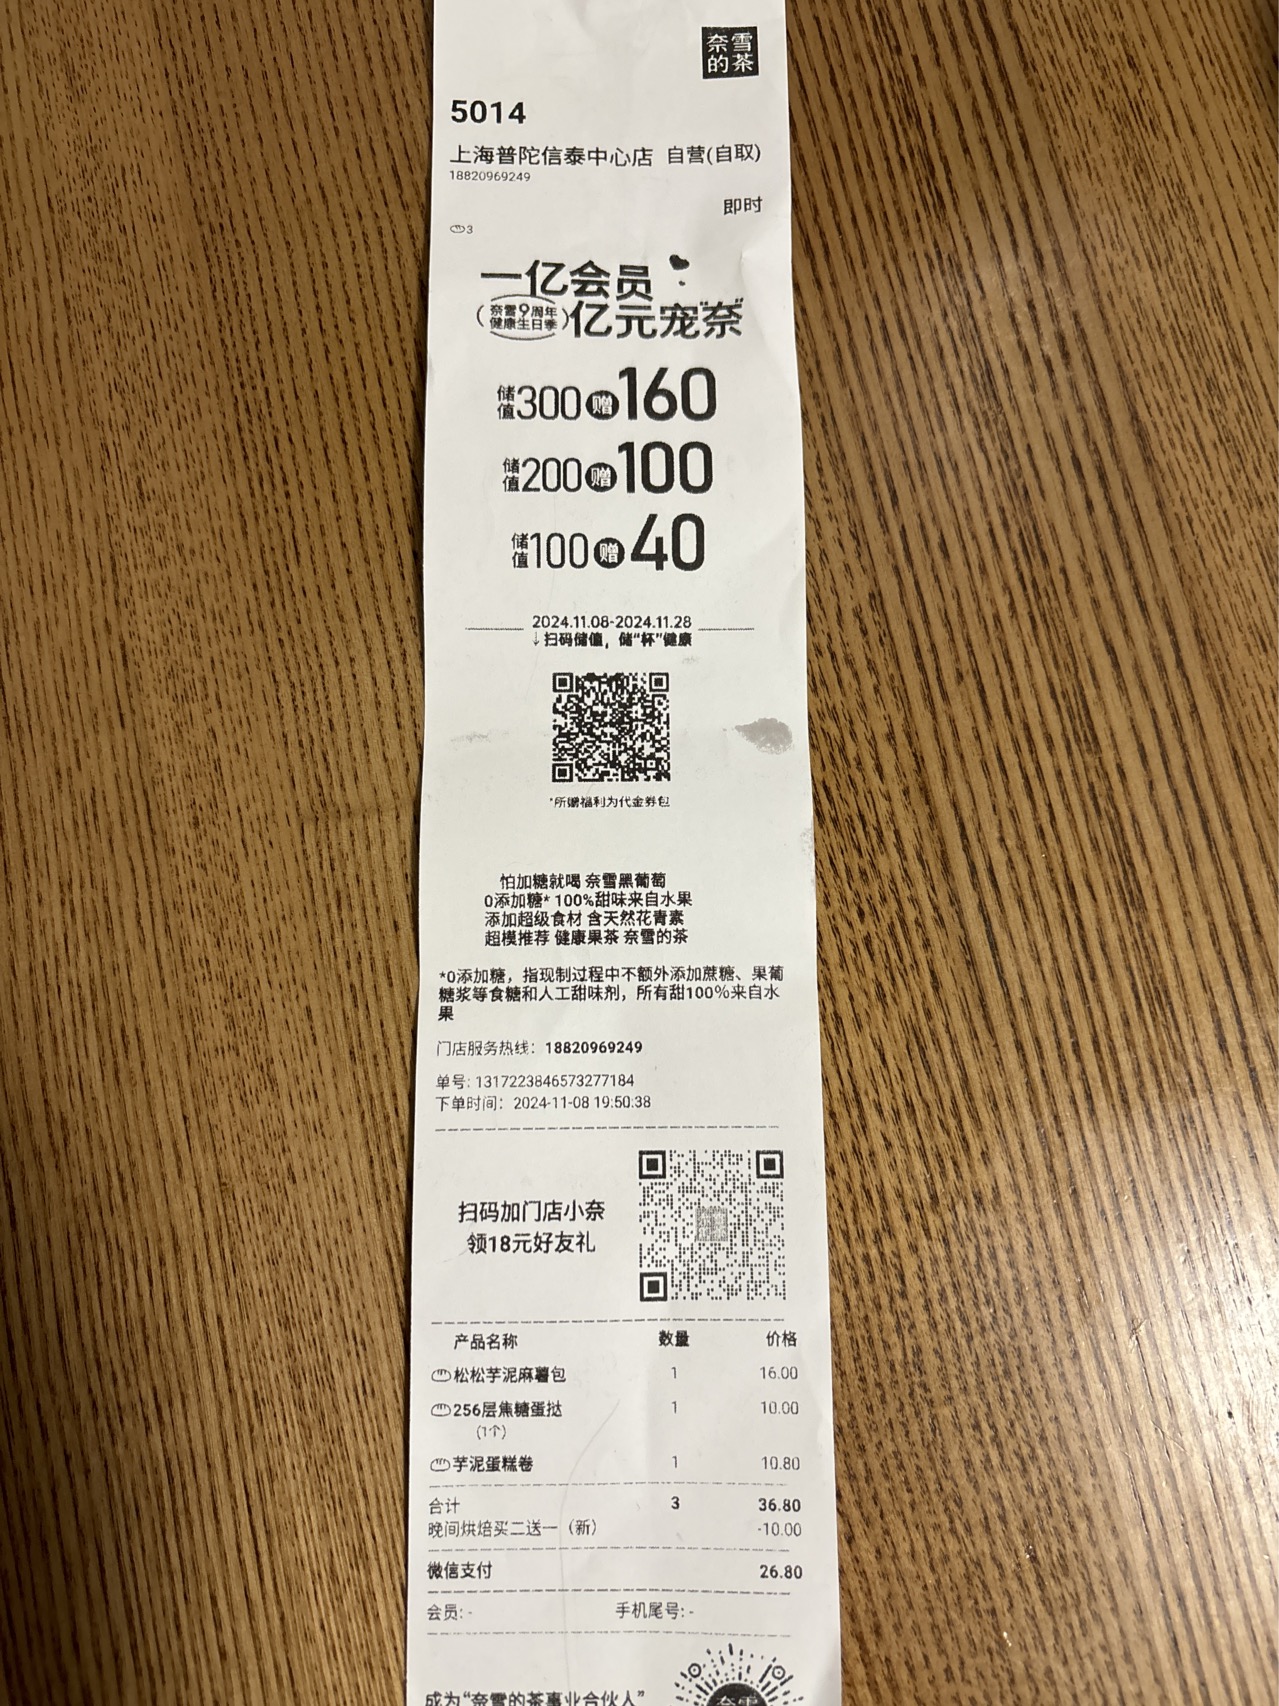 奈雪
的茶
5014
上海普陀信泰中心店 自营(自取)
18820969249
即时
3
一亿会员
(奈雪9周年
健康生日季)
亿元宠“奈”
储值300赠160
储值200赠100
储值100赠40
2024.11.08-2024.11.28
↓扫码储值，储“杯”健康
*所赠福利为代金券包
怕加糖就喝 奈雪黑葡萄
0添加糖* 100%甜味来自水果
添加超级食材 含天然花青素
超模推荐 健康果茶 奈雪的茶
*0添加糖，指现制过程中不额外添加蔗糖、果葡
糖浆等食糖和人工甜味剂，所有甜100%来自水
果
门店服务热线：18820969249
单号: 1317223846573277184
下单时间：2024-11-08 19:50:38
扫码加门店小奈
领18元好友礼
产品名称 数量 价格
松松芋泥麻薯包 1 16.00
256层焦糖蛋挞 1 10.00
(1个)
芋泥蛋糕卷 1 10.80
合计 3 36.80
晚间烘焙买二送一（新） -10.00
微信支付 26.80
会员: - 手机尾号: -
成为“奈雪的茶事业合伙人”
奈雪